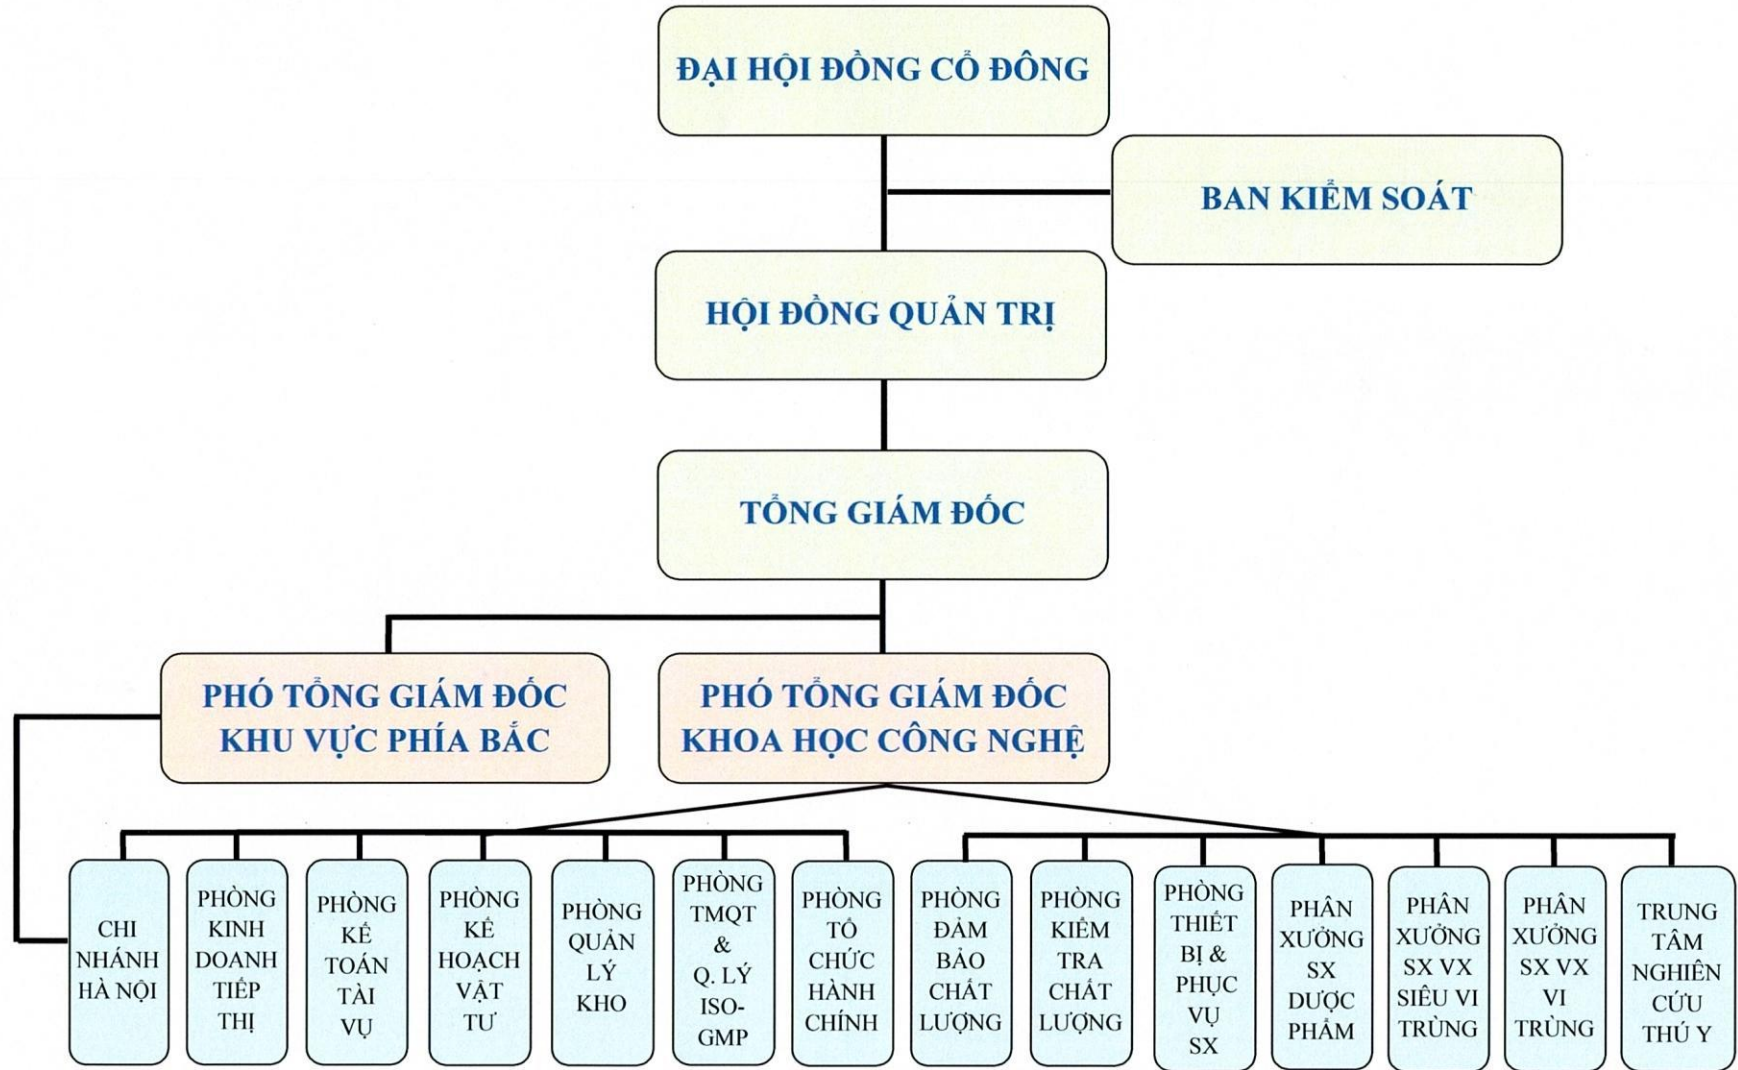 ĐẠI HỘI ĐỒNG CỔ ĐÔNG
BAN KIỂM SOÁT
HỘI ĐỒNG QUẢN TRỊ
TỔNG GIÁM ĐỐC
PHÓ TỔNG GIÁM ĐỐC
KHU VỰC PHÍA BẮC
PHÓ TỔNG GIÁM ĐỐC
KHOA HỌC CÔNG NGHỆ
CHI
NHÁNH
HÀ NỘI
PHÒNG
KINH
DOANH
TIẾP
THỊ
PHÒNG
KẾ
TOÁN
TÀI
VỤ
PHÒNG
KẾ
HOẠCH
VẬT
TƯ
PHÒNG
QUẢN
LÝ
KHO
PHÒNG
TMQT
&
Q. LÝ
ISO-
GMP
PHÒNG
TỔ
CHỨC
HÀNH
CHÍNH
PHÒNG
ĐẢM
BẢO
CHẤT
LƯỢNG
PHÒNG
KIỂM
TRA
CHẤT
LƯỢNG
PHÒNG
THIẾT
BỊ &
PHỤC
VỤ
SX
PHÂN
XƯỞNG
SX
DƯỢC
PHẨM
PHÂN
XƯỞNG
SX VX
SIÊU VI
TRÙNG
PHÂN
XƯỞNG
SX VX
VI
TRÙNG
TRUNG
TÂM
NGHIÊN
CỨU
THÚ Y